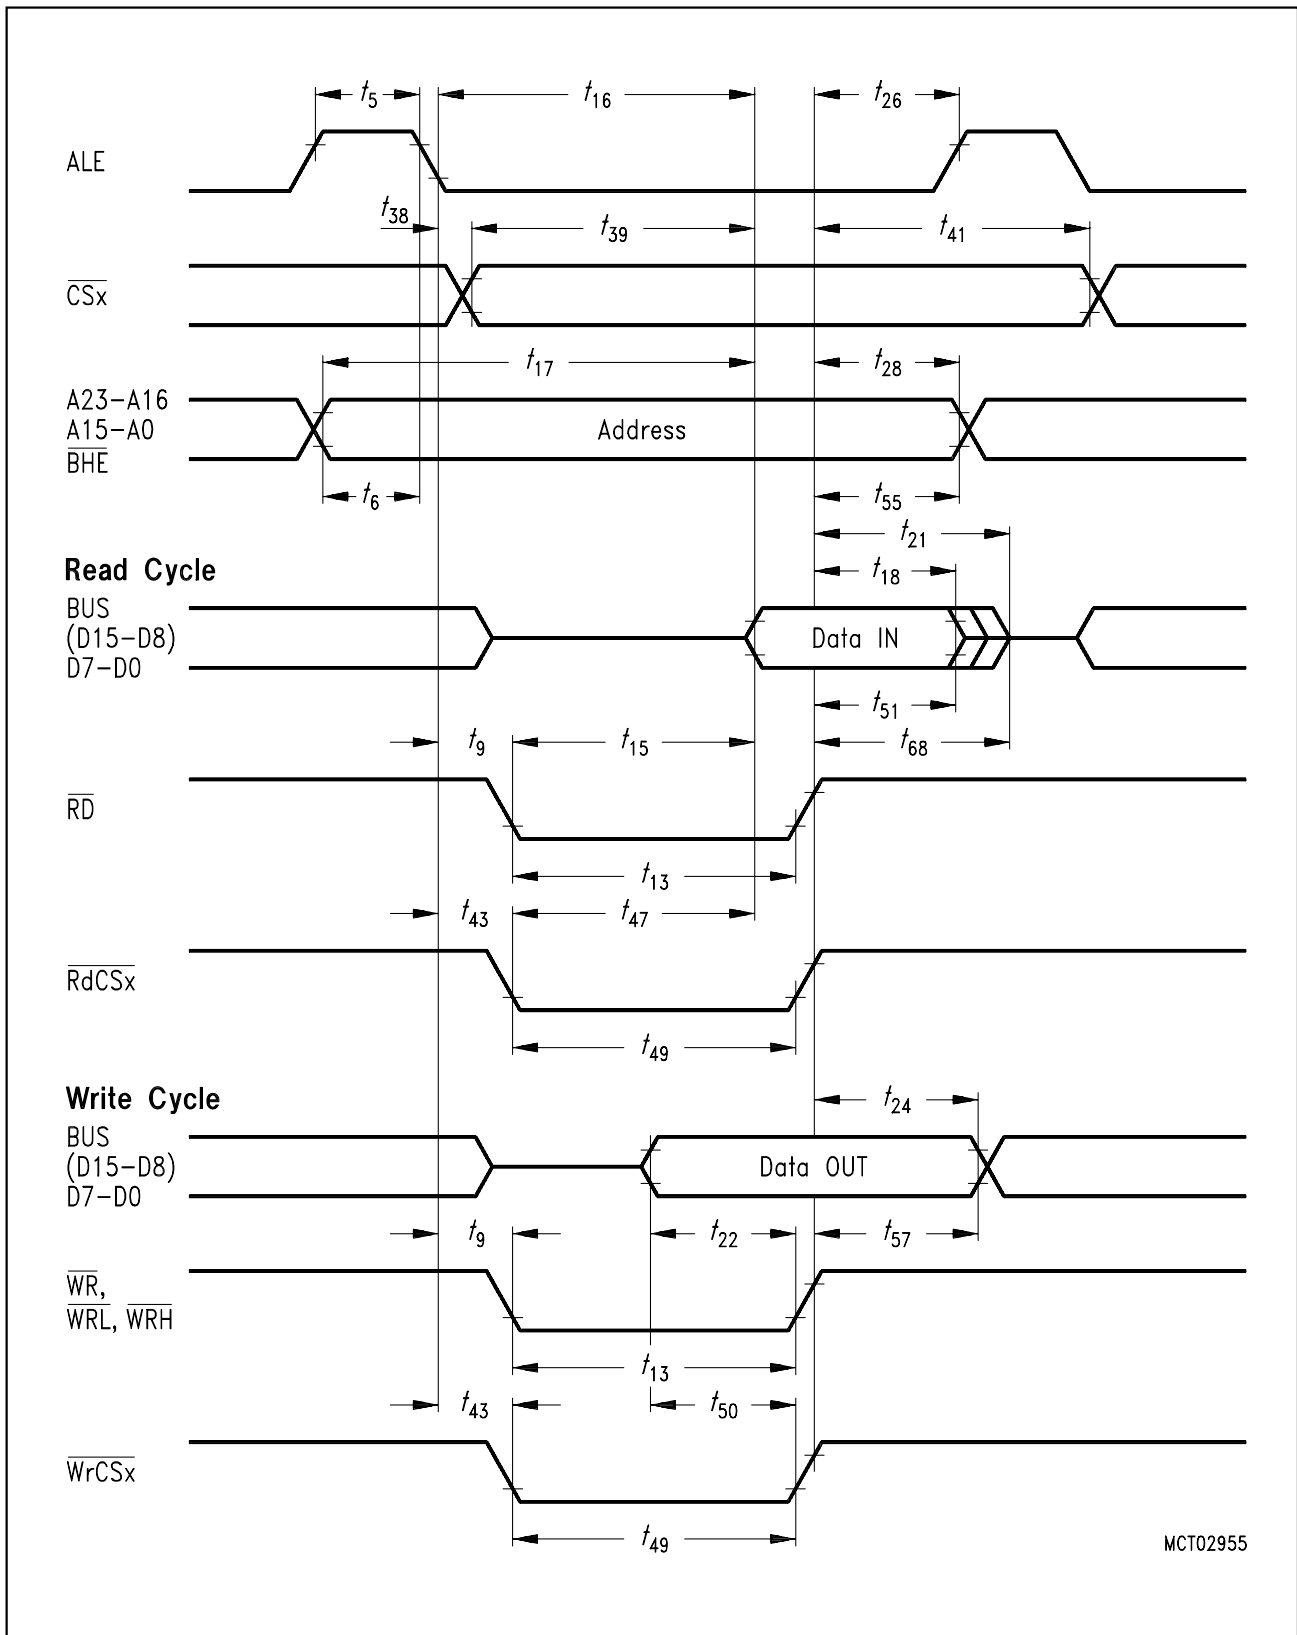 t5 t16 t26
ALE
t38 t39 t41
CSx
t17 t28
A23-A16
A15-A0
BHE
Address
t6 t55
t21
Read Cycle
t18
BUS
(D15-D8)
D7-D0
Data IN
t51
t9 t15 t68
RD
t13
t43 t47
RdCSx
t49
Write Cycle
t24
BUS
(D15-D8)
D7-D0
Data OUT
t9 t22 t57
WR,
WRL, WRH
t13
t43 t50
WrCSx
t49
MCT02955